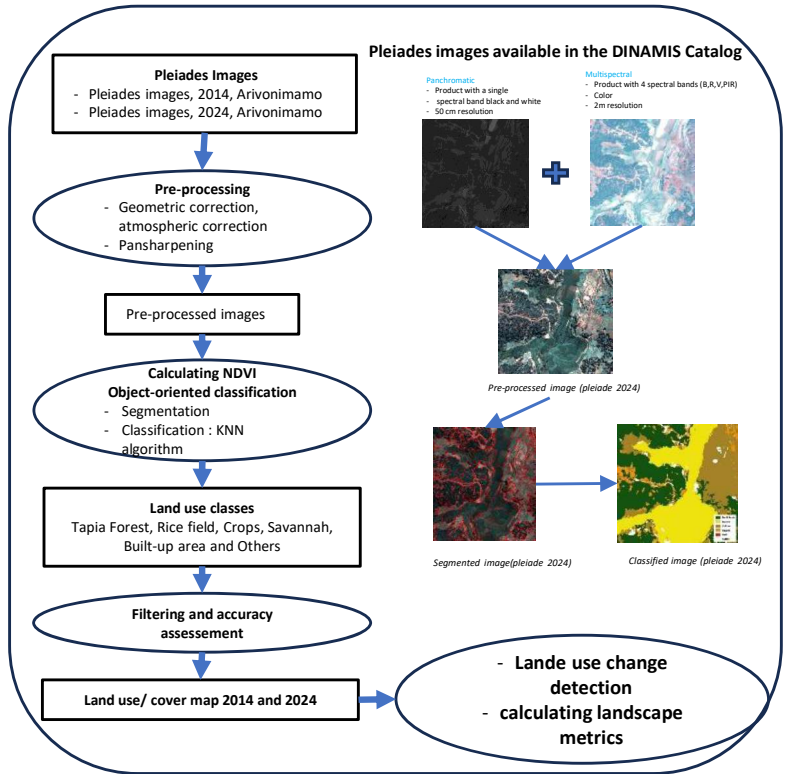 Pleiades Images
- Pleiades images, 2014, Arivonimamo
- Pleiades images, 2024, Arivonimamo
Pre-processing
- Geometric correction,
atmospheric correction
- Pansharpening
Pre-processed images
Calculating NDVI
Object-oriented classification
- Segmentation
- Classification : KNN
algorithm
Land use classes
Tapia Forest, Rice field, Crops, Savannah,
Built-up area and Others
Filtering and accuracy
assessment
Land use/ cover map 2014 and 2024
- Lande use change
detection
- calculating landscape
metrics
Pleiades images available in the DINAMIS Catalog
Panchromatic
- Product with a single
- spectral band black and white
- 50 cm resolution
Multispectral
- Product with 4 spectral bands (B,R,V,PIR)
- Color
- 2m resolution
Pre-processed image (pleiade 2024)
Segmented image(pleiade 2024)
Classified image (pleiade 2024)